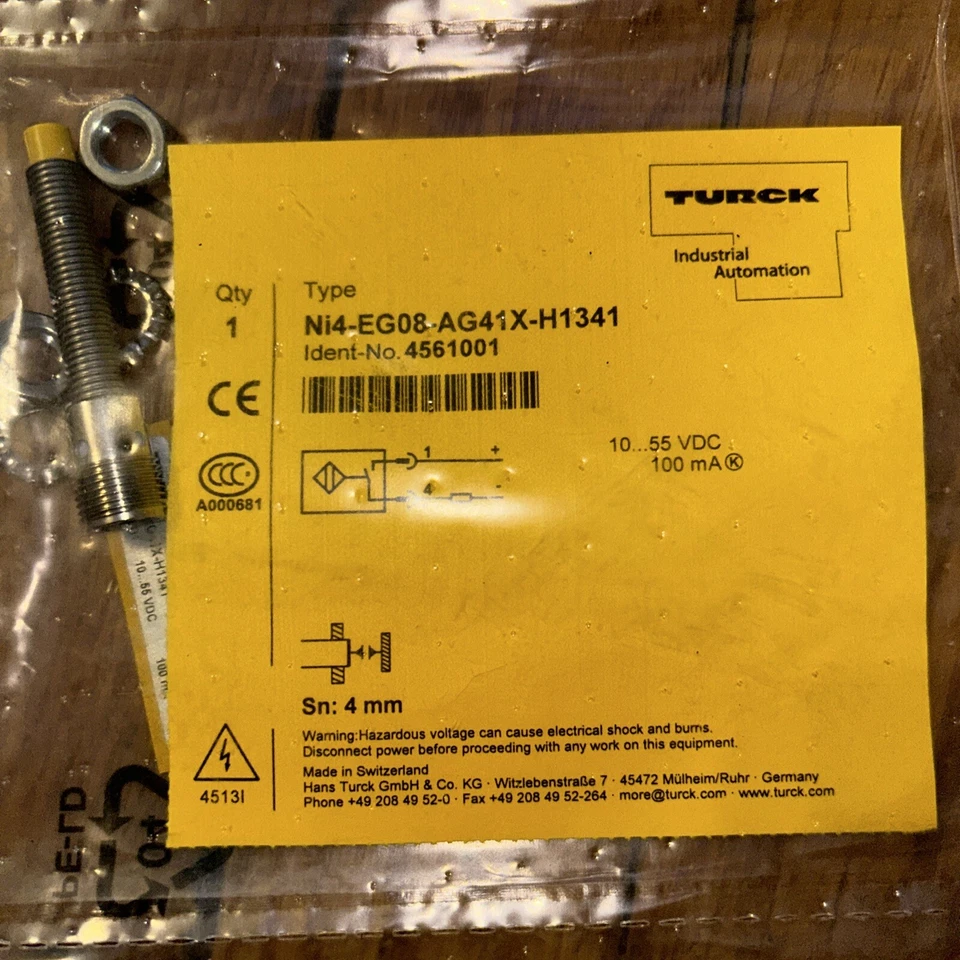 TURCK
Industrial
Automation
Qty
1
Type
Ni4-EG08-AG41X-H1341
Ident-No. 4561001
CE
CCC
A000681
1 +
4 -
10...55 VDC
100 mA Ⓚ
X-H1341
10...55 VDC
100 m
Sn: 4 mm
Warning:Hazardous voltage can cause electrical shock and burns.
Disconnect power before proceeding with any work on this equipment.
4513I
Made in Switzerland
Hans Turck GmbH & Co. KG · Witzlebenstraße 7 · 45472 Mülheim/Ruhr · Germany
Phone +49 208 49 52-0 · Fax +49 208 49 52-264 · more@turck.com · www.turck.com